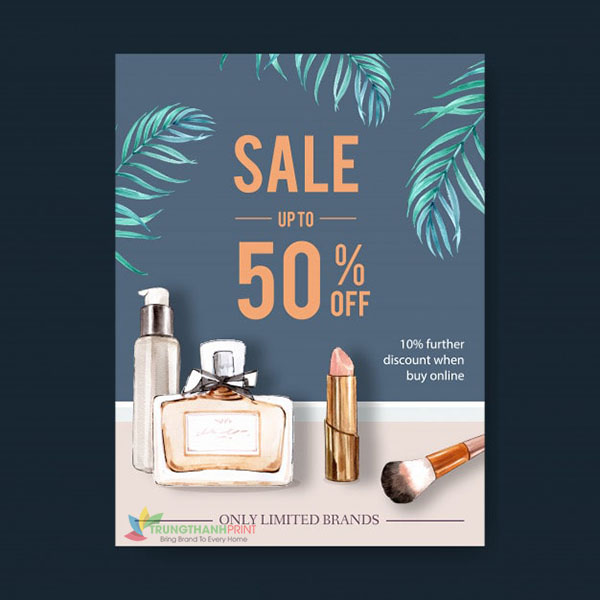 SALE
UP TO
50 % OFF
10% further
discount when
buy online
ONLY LIMITED BRANDS
TRUNGTHANHPRINT
Bring Brand To Every Home